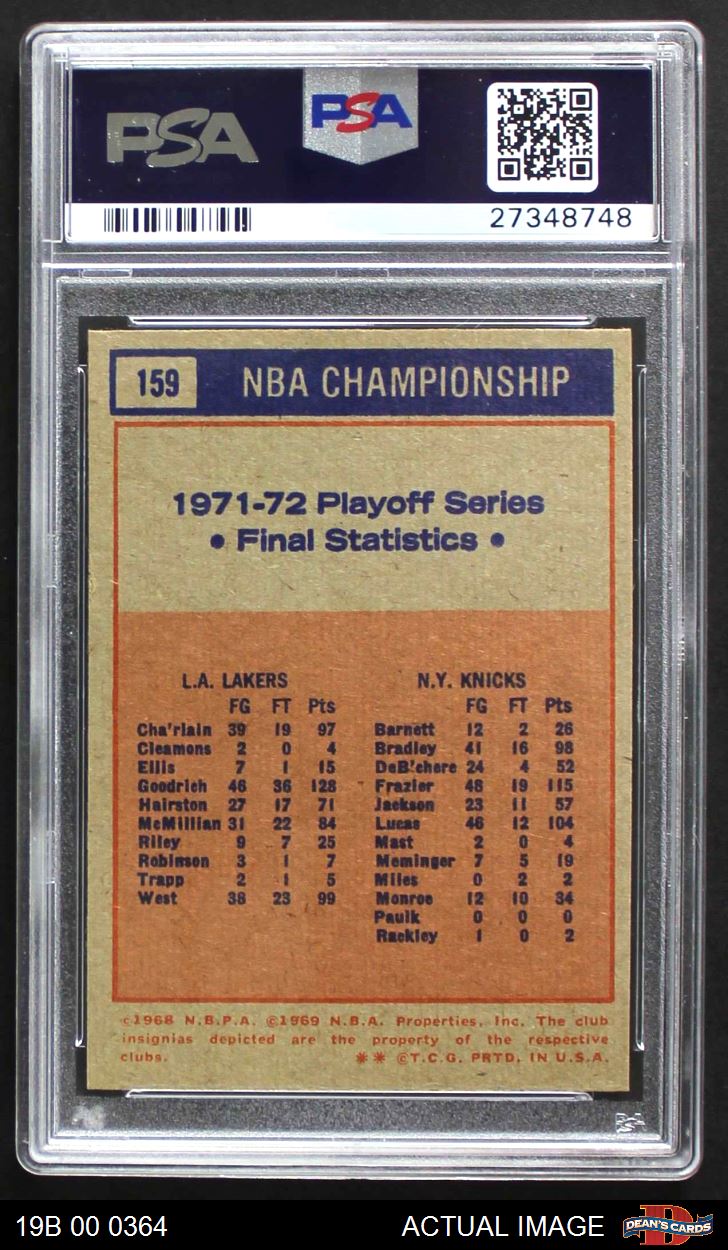 PSA
PSA
27348748
159 NBA CHAMPIONSHIP
1971-72 Playoff Series
• Final Statistics •
L.A. LAKERS
FG FT Pts
Cha'rlain 39 19 97
Cleamons 2 0 4
Ellis 7 1 15
Goodrich 46 36 128
Hairston 27 17 71
McMillian 31 22 84
Riley 9 7 25
Robinson 3 1 7
Trapp 2 1 5
West 38 23 99
N.Y. KNICKS
FG FT Pts
Barnett 12 2 26
Bradley 41 16 98
DeB'chere 24 4 52
Frazier 48 19 115
Jackson 23 11 57
Lucas 46 12 104
Mast 2 0 4
Meminger 7 5 19
Miles 0 2 2
Monroe 12 10 34
Paulk 0 0 0
Rackley 1 0 2
©1968 N.B.P.A. ©1969 N.B.A. Properties, Inc. The club
insignias depicted are the property of the respective
clubs. ** ©T.C.G. PRTD. IN U.S.A.
19B 00 0364 ACTUAL IMAGE DEAN'S CARDS